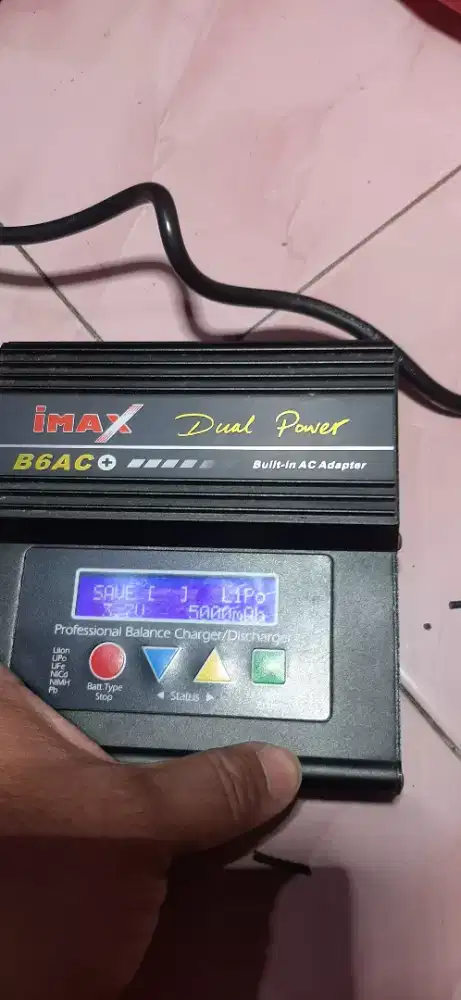 iMAX Dual Power
B6AC+ Built-in AC Adapter
SAVE [ ] LiPo
3.7V 5000mAh
Professional Balance Charger/Discharger
LiIon
LiPo
LiFe
NiCd
NiMH
Pb
Batt.Type
Stop
◄ Status ►